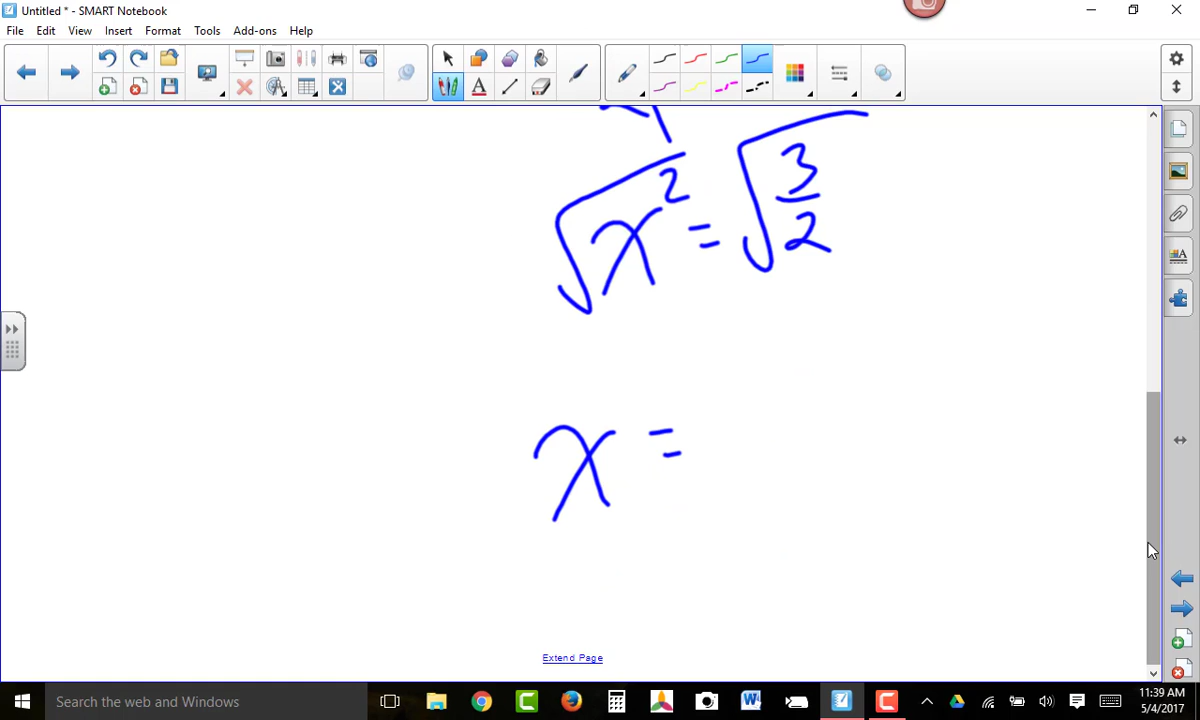 Untitled * - SMART Notebook
File Edit View Insert Format Tools Add-ons Help
√x² = √3/2
x =
Extend Page
Search the web and Windows
11:39 AM
5/4/2017